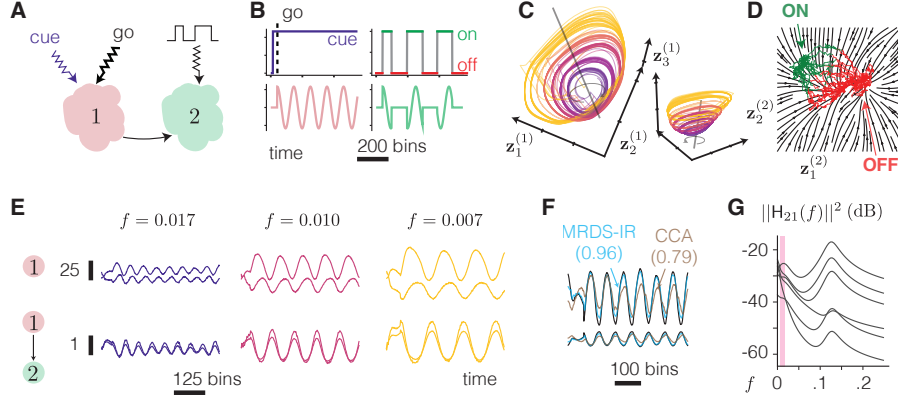 A
cue
go
1
2
B
go
cue
on
off
time
200 bins
C
z₁⁽¹⁾
z₂⁽¹⁾
z₃⁽¹⁾
z₂⁽²⁾
D
ON
OFF
z₁⁽²⁾
E
f = 0.017
f = 0.010
f = 0.007
1
25
1
2
1
125 bins
time
F
MRDS-IR
(0.96)
CCA
(0.79)
100 bins
G
||H₂₁(f)||² (dB)
-20
-40
-60
f
0
.1
.2